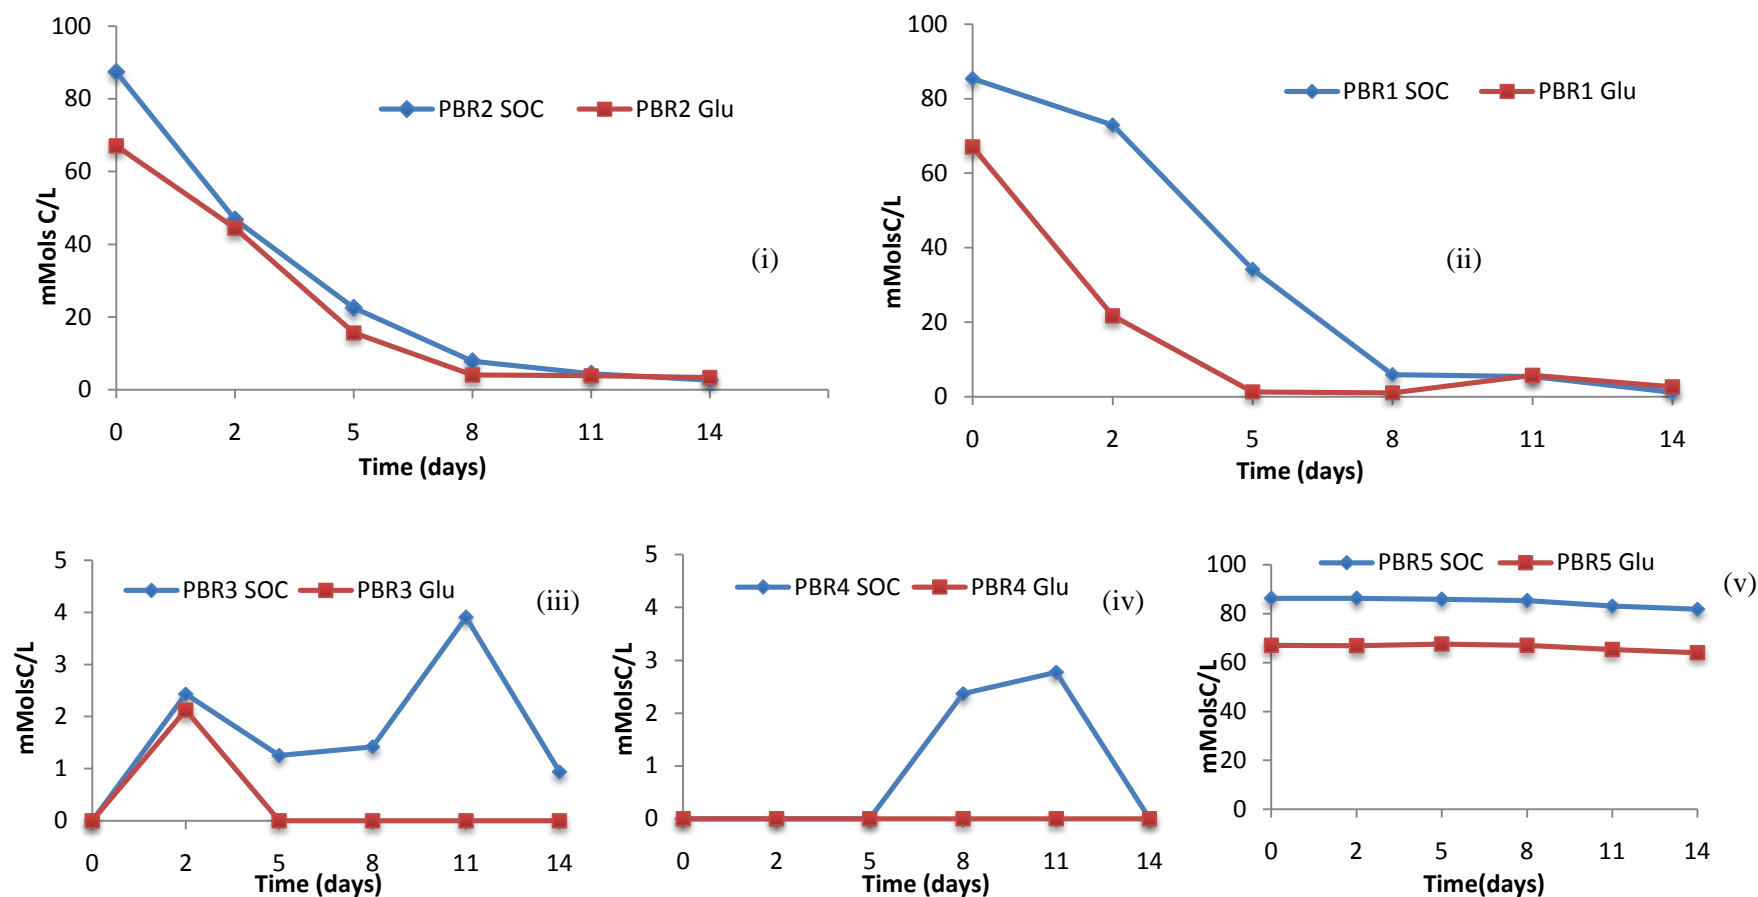 100
80
60
40
20
0
mMols C/L
PBR2 SOC PBR2 Glu
(i)
0 2 5 8 11 14
Time (days)
100
80
60
40
20
0
mMolsC/L
PBR1 SOC PBR1 Glu
(ii)
0 2 5 8 11 14
Time (days)
5
4
3
2
1
0
mMolsC/L
PBR3 SOC PBR3 Glu
(iii)
0 2 5 8 11 14
Time (days)
5
4
3
2
1
0
mMolsC/L
PBR4 SOC PBR4 Glu
(iv)
0 2 5 8 11 14
Time (days)
100
80
60
40
20
0
mMolsC/L
PBR5 SOC PBR5 Glu
(v)
0 2 5 8 11 14
Time(days)